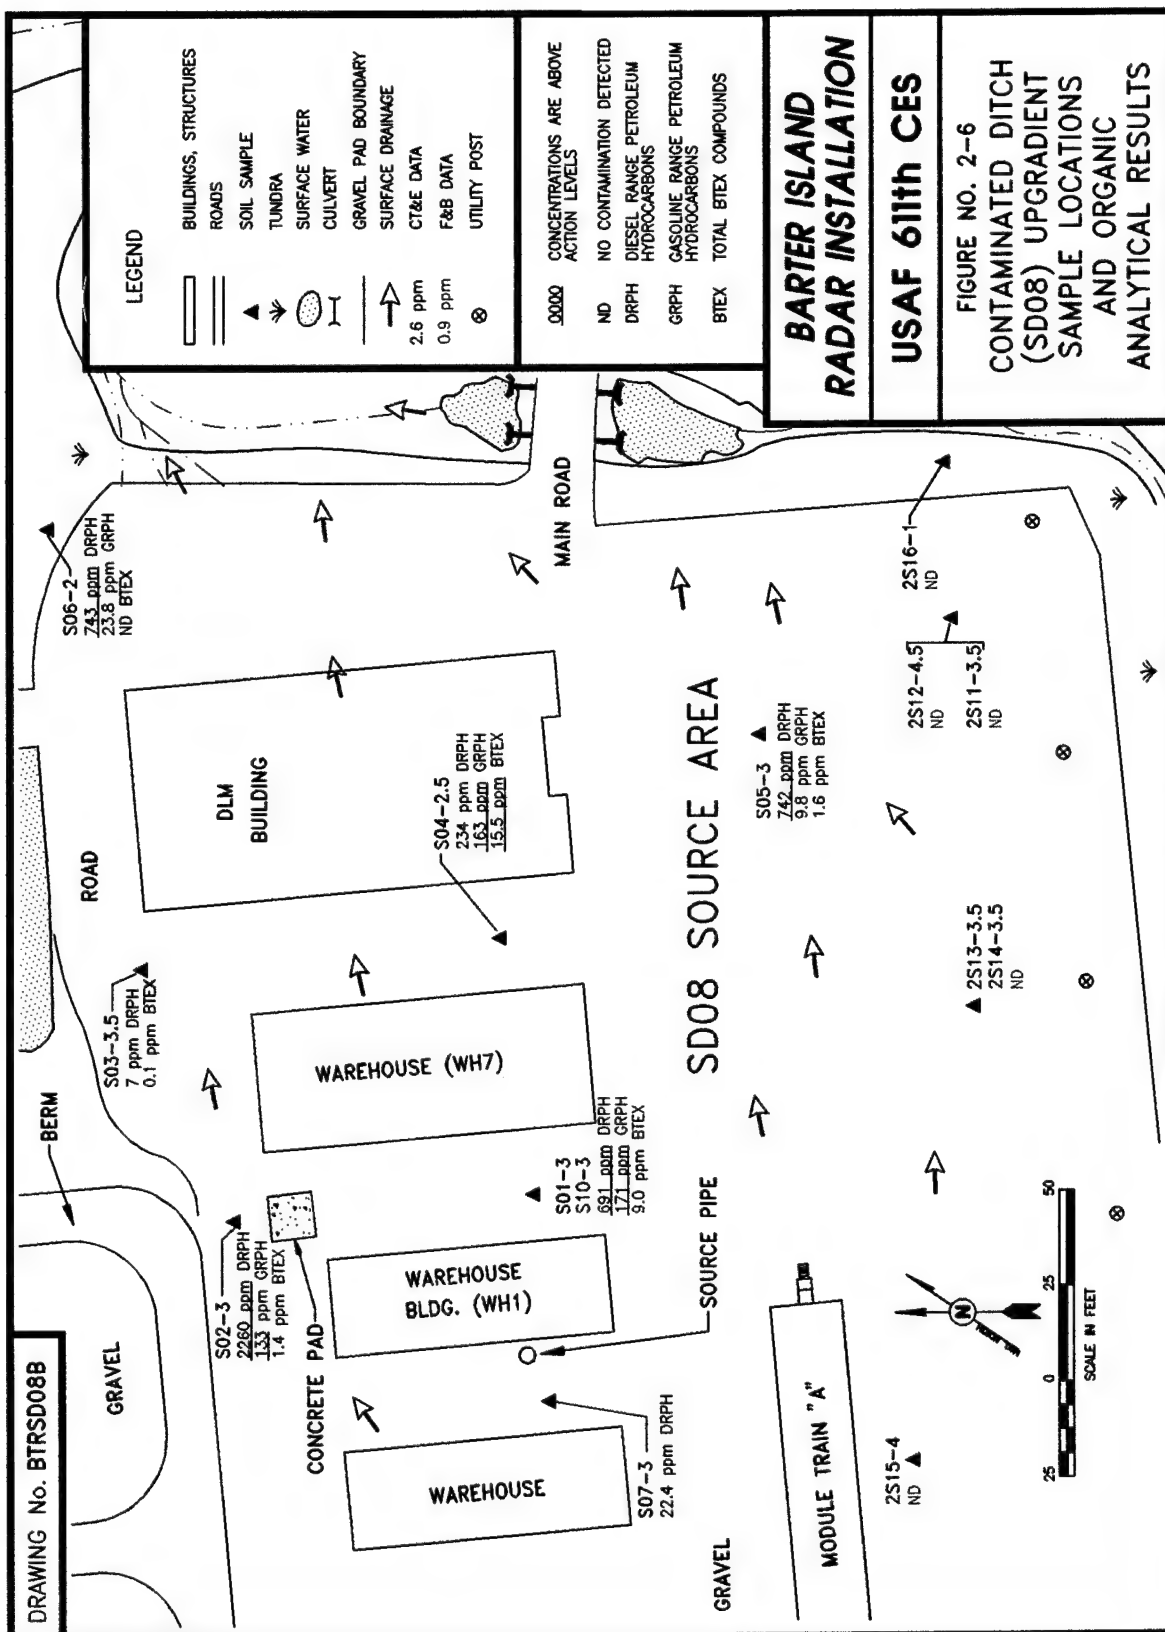 DRAWING No. BTRSD08B
GRAVEL
BERM
ROAD
S06-2
743 ppm DRPH
23.8 ppm GRPH
ND BTEX
S03-3.5
7 ppm DRPH
0.1 ppm BTEX
S02-3
2260 ppm DRPH
133 ppm GRPH
1.4 ppm BTEX
CONCRETE PAD
DLM
BUILDING
WAREHOUSE (WH7)
WAREHOUSE
BLDG. (WH1)
WAREHOUSE
S04-2.5
234 ppm DRPH
163 ppm GRPH
15.5 ppm BTEX
S01-3
S10-3
691 ppm DRPH
171 ppm GRPH
9.0 ppm BTEX
S07-3
22.4 ppm DRPH
SOURCE PIPE
MAIN ROAD
SD08 SOURCE AREA
GRAVEL
MODULE TRAIN "A"
S05-3
742 ppm DRPH
9.8 ppm GRPH
1.6 ppm BTEX
2S16-1
ND
2S12-4.5
ND
2S11-3.5
ND
2S13-3.5
2S14-3.5
ND
2S15-4
ND
N
25 0 25 50
SCALE IN FEET
LEGEND
BUILDINGS, STRUCTURES
ROADS
SOIL SAMPLE
TUNDRA
SURFACE WATER
CULVERT
GRAVEL PAD BOUNDARY
SURFACE DRAINAGE
2.6 ppm CT&E DATA
0.9 ppm F&B DATA
UTILITY POST
0000 CONCENTRATIONS ARE ABOVE
ACTION LEVELS
ND NO CONTAMINATION DETECTED
DRPH DIESEL RANGE PETROLEUM
HYDROCARBONS
GRPH GASOLINE RANGE PETROLEUM
HYDROCARBONS
BTEX TOTAL BTEX COMPOUNDS
BARTER ISLAND
RADAR INSTALLATION
USAF 611th CES
FIGURE NO. 2-6
CONTAMINATED DITCH
(SD08) UPGRADIENT
SAMPLE LOCATIONS
AND ORGANIC
ANALYTICAL RESULTS